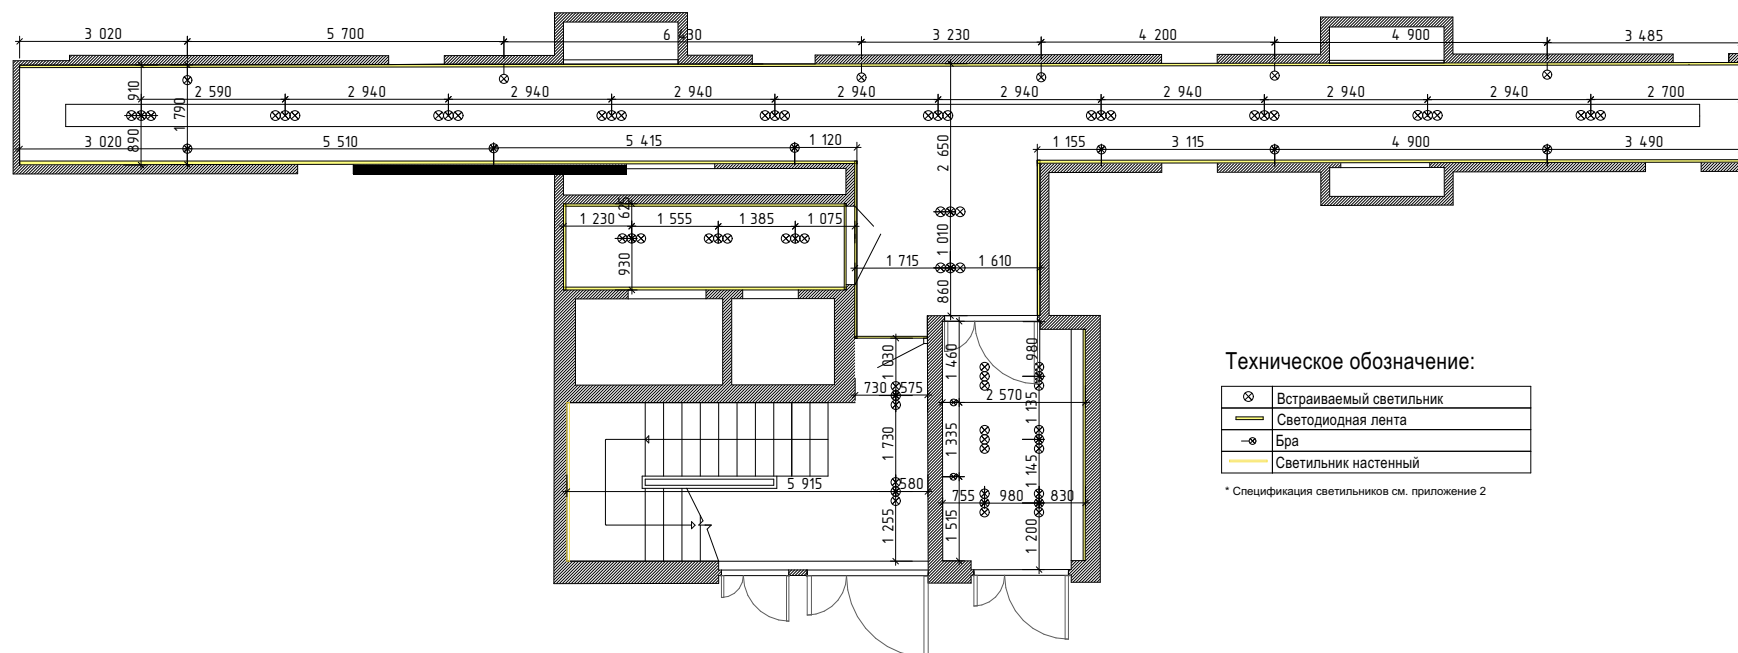 3 020 5 700 6 430 3 230 4 200 4 900 3 485
910 2 590 2 940 2 940 2 940 2 940 2 940 2 940 2 940 2 940 2 700
1 790
890 3 020 5 510 5 415 1 120 2 650 1 155 3 115 4 900 3 490
625 1 230 1 555 1 385 1 075
930
1 010
1 715 1 610
860
1 030 1 460 980
730 575 2 570 1 135
1 730 1 335
5 915 580 1 145
755 980 830
1 255 1 515 1 200
Техническое обозначение:
Встраиваемый светильник
Светодиодная лента
Бра
Светильник настенный
* Спецификация светильников см. приложение 2